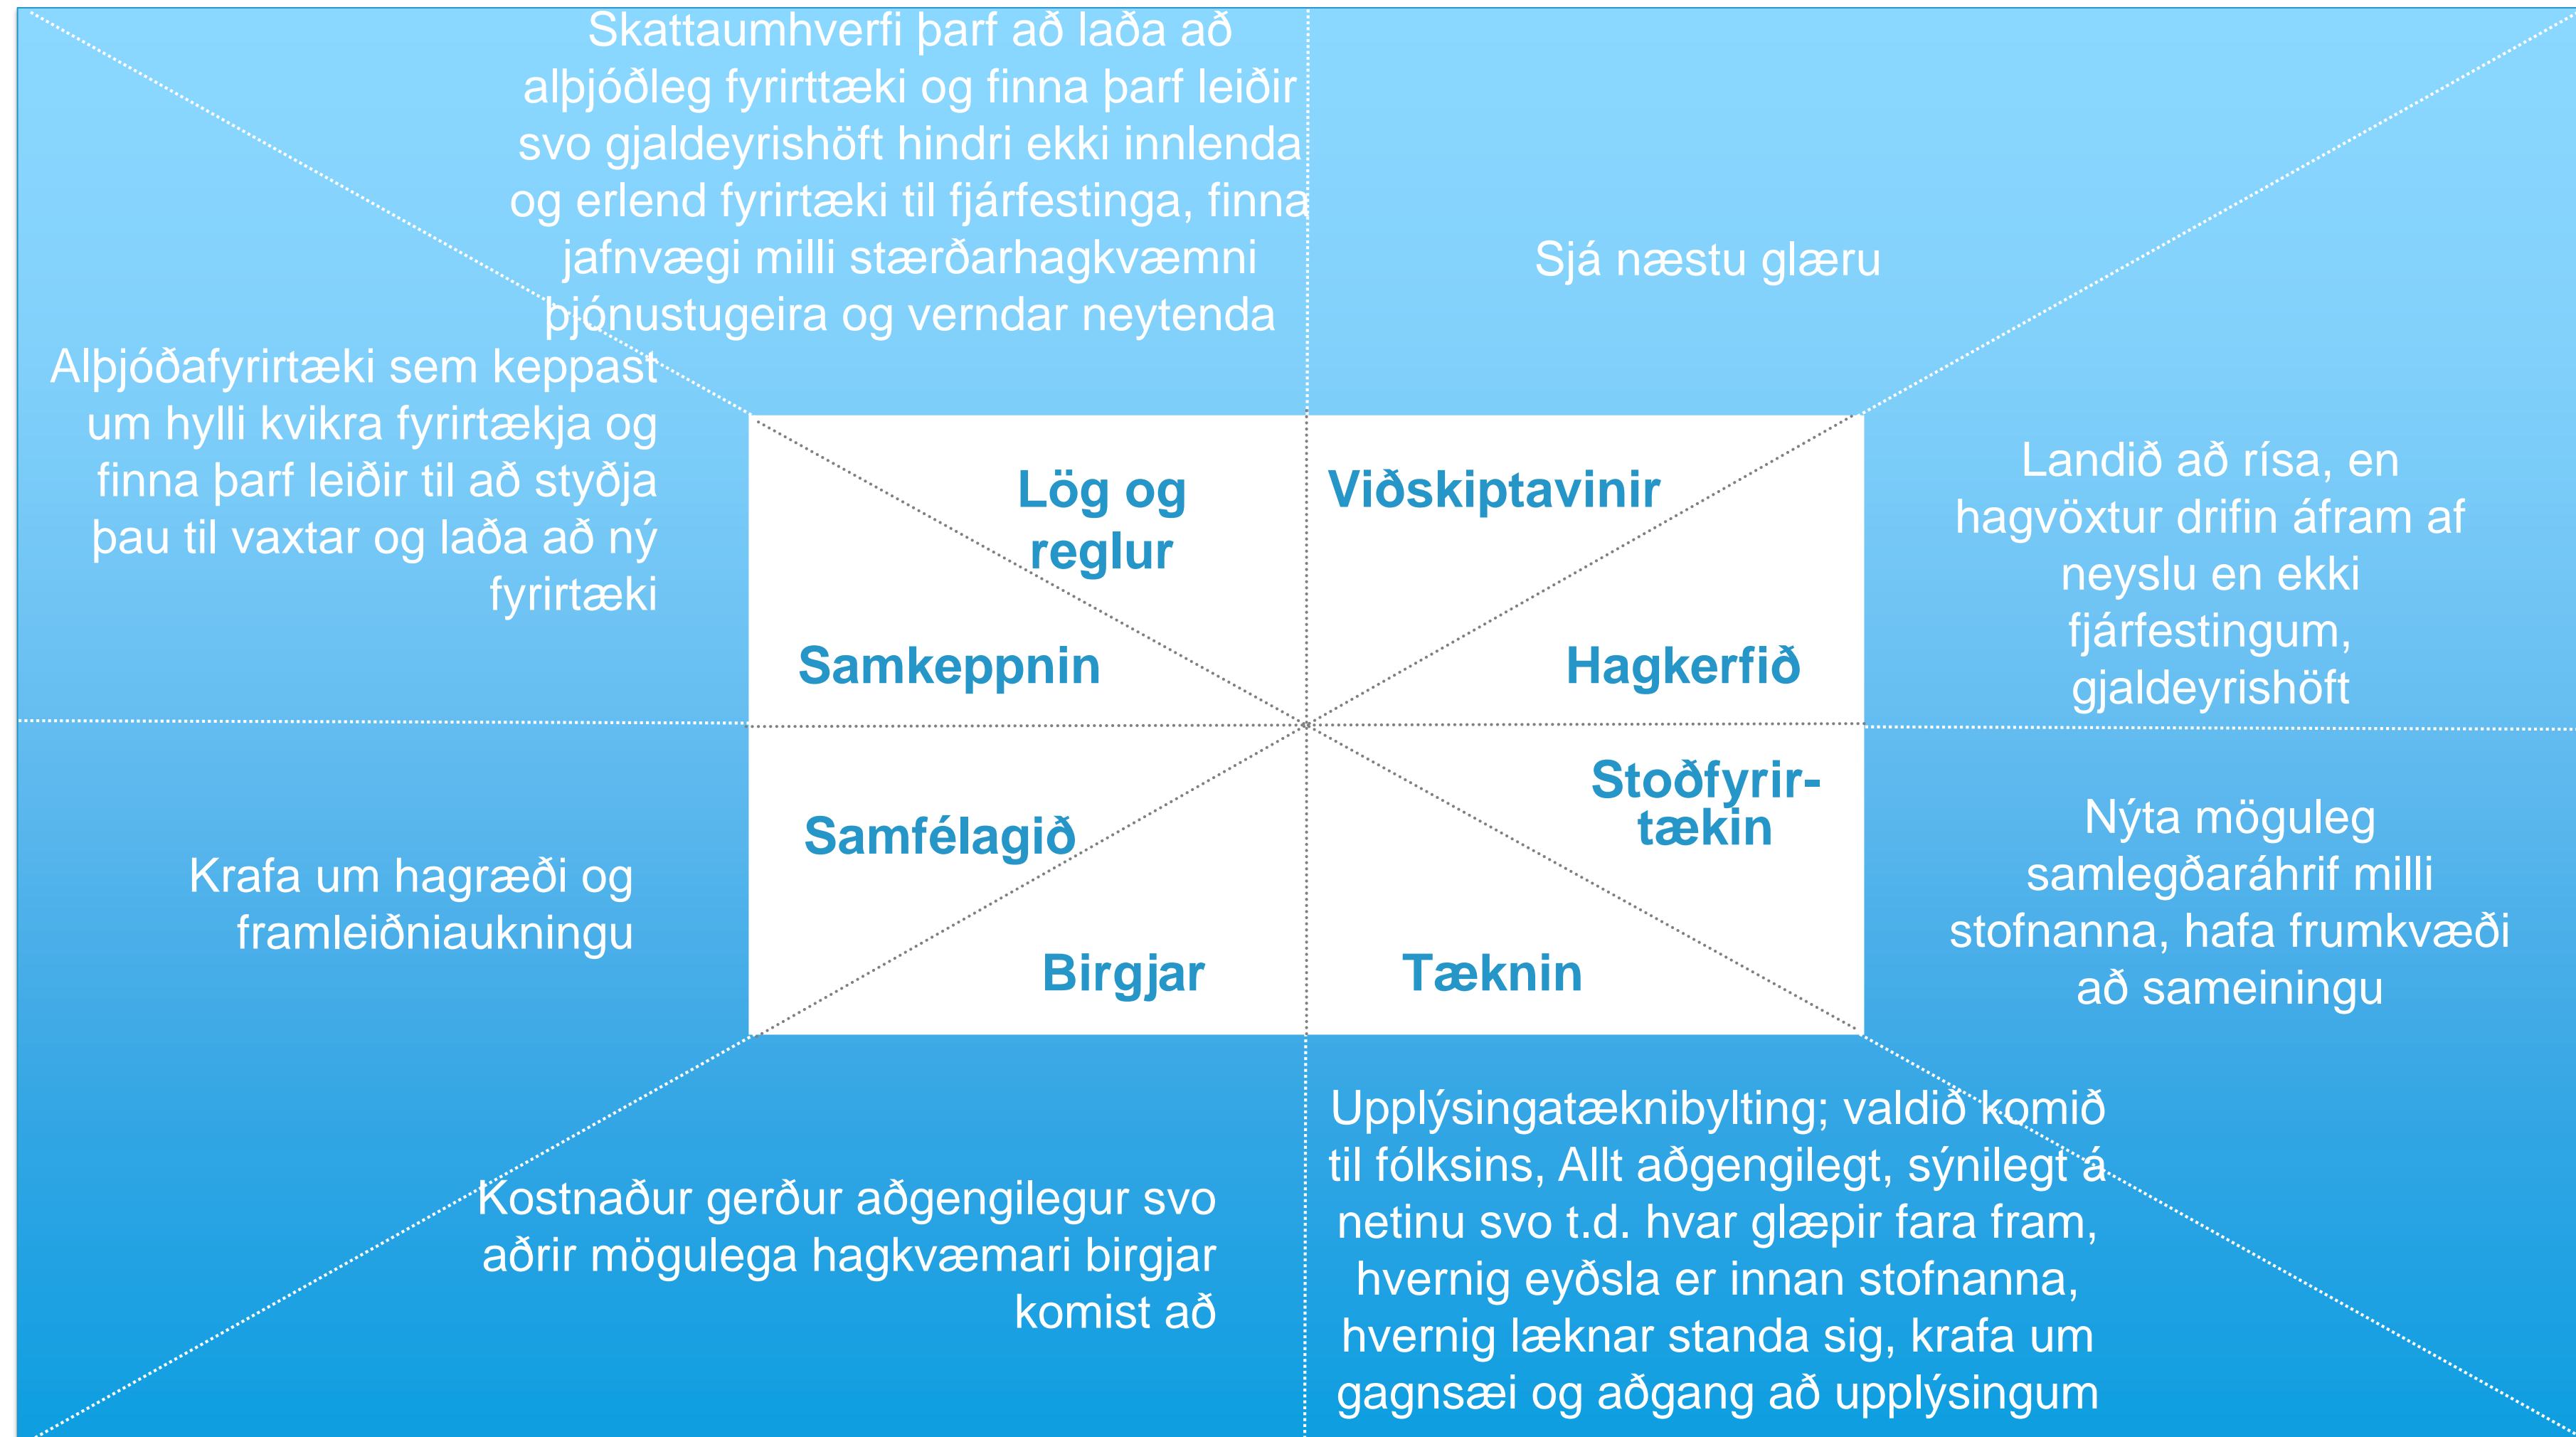 Skattaumhverfi þarf að laða að
alþjóðleg fyrirttæki og finna þarf leiðir
svo gjaldeyrishöft hindri ekki innlenda
og erlend fyrirtæki til fjárfestinga, finna
jafnvægi milli stærðarhagkvæmni
þjónustugeira og verndar neytenda
Sjá næstu glæru
Alþjóðafyrirtæki sem keppast
um hylli kvikra fyrirtækja og
finna þarf leiðir til að styðja
þau til vaxtar og laða að ný
fyrirtæki
Lög og
reglur
Viðskiptavinir
Samkeppnin
Hagkerfið
Landið að rísa, en
hagvöxtur drifin áfram af
neyslu en ekki
fjárfestingum,
gjaldeyrishöft
Krafa um hagræði og
framleiðniaukningu
Samfélagið
Stoðfyrir-
tækin
Birgjar
Tæknin
Nýta möguleg
samlegðaráhrif milli
stofnanna, hafa frumkvæði
að sameiningu
Kostnaður gerður aðgengilegur svo
aðrir mögulega hagkvæmari birgjar
komist að
Upplýsingatæknibylting; valdið komið
til fólksins, Allt aðgengilegt, sýnilegt á
netinu svo t.d. hvar glæpir fara fram,
hvernig eyðsla er innan stofnanna,
hvernig læknar standa sig, krafa um
gagnsæi og aðgang að upplýsingum